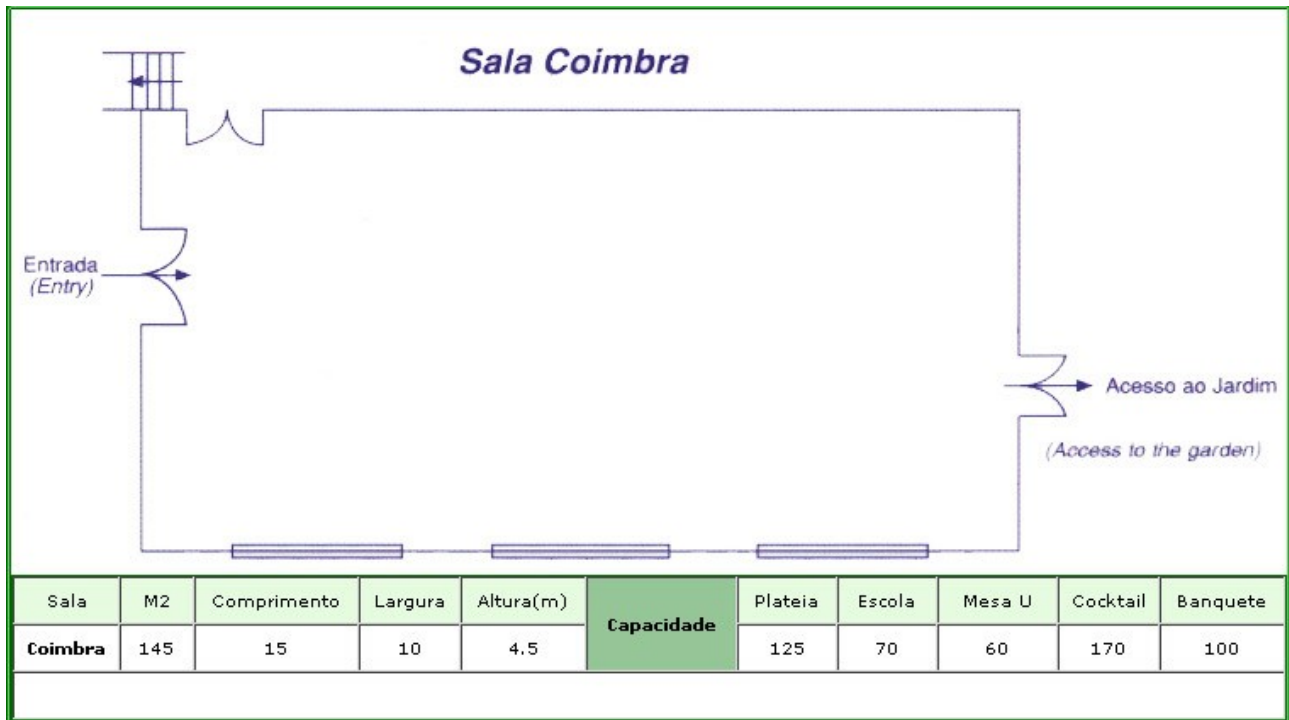 Sala Coimbra
Entrada
(Entry)
Acesso ao Jardim
(Access to the garden)
Sala M2 Comprimento Largura Altura(m) Capacidade Plateia Escola Mesa U Cocktail Banquete
Coimbra 145 15 10 4.5 125 70 60 170 100